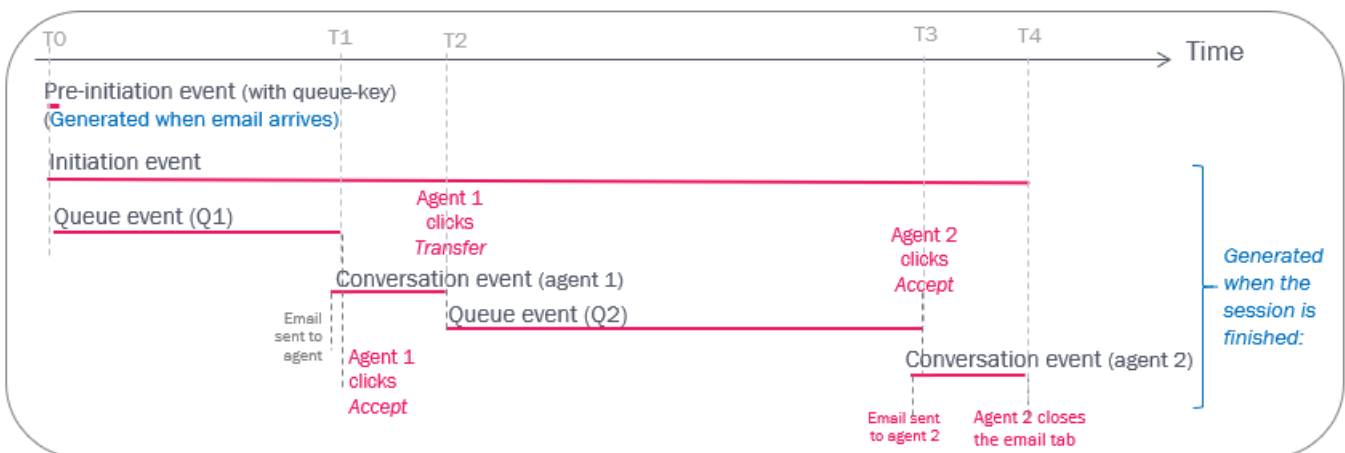 T0
T1
T2
T3
T4
Time
Pre-initiation event (with queue-key)
(Generated when email arrives)
Initiation event
Agent 1
clicks
Transfer
Queue event (Q1)
Agent 2
clicks
Accept
Conversation event (agent 1)
Queue event (Q2)
Email
sent to
agent
Agent 1
clicks
Accept
Conversation event (agent 2)
Email sent
to agent 2
Agent 2 closes
the email tab
Generated
when the
session is
finished: